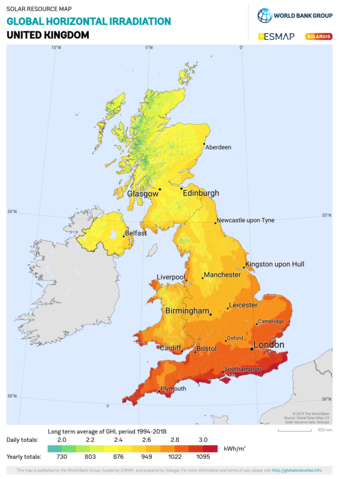 SOLAR RESOURCE MAP
GLOBAL HORIZONTAL IRRADIATION
UNITED KINGDOM
WORLD BANK GROUP
ESMAP
SOLARGIS
10°W
5°W
0°
Aberdeen
Glasgow
Edinburgh
55°N
55°N
Newcastle upon Tyne
Belfast
Kingston upon Hull
Liverpool
Manchester
Leicester
Birmingham
Cambridge
Oxford
London
Cardiff
Bristol
Southampton
Plymouth
50°N
50°N
5°W
0°
© 2019 The World Bank
Source: Global Solar Atlas 2.0
Solar resource data: Solargis
100 km
Long term average of GHI, period 1994-2018
Daily totals: 2.0 2.2 2.4 2.6 2.8 3.0
kWh/m²
Yearly totals: 730 803 876 949 1022 1095
This map is published by the World Bank Group, funded by ESMAP, and prepared by Solargis. For more information and terms of use, please visit http://globalsolaratlas.info.